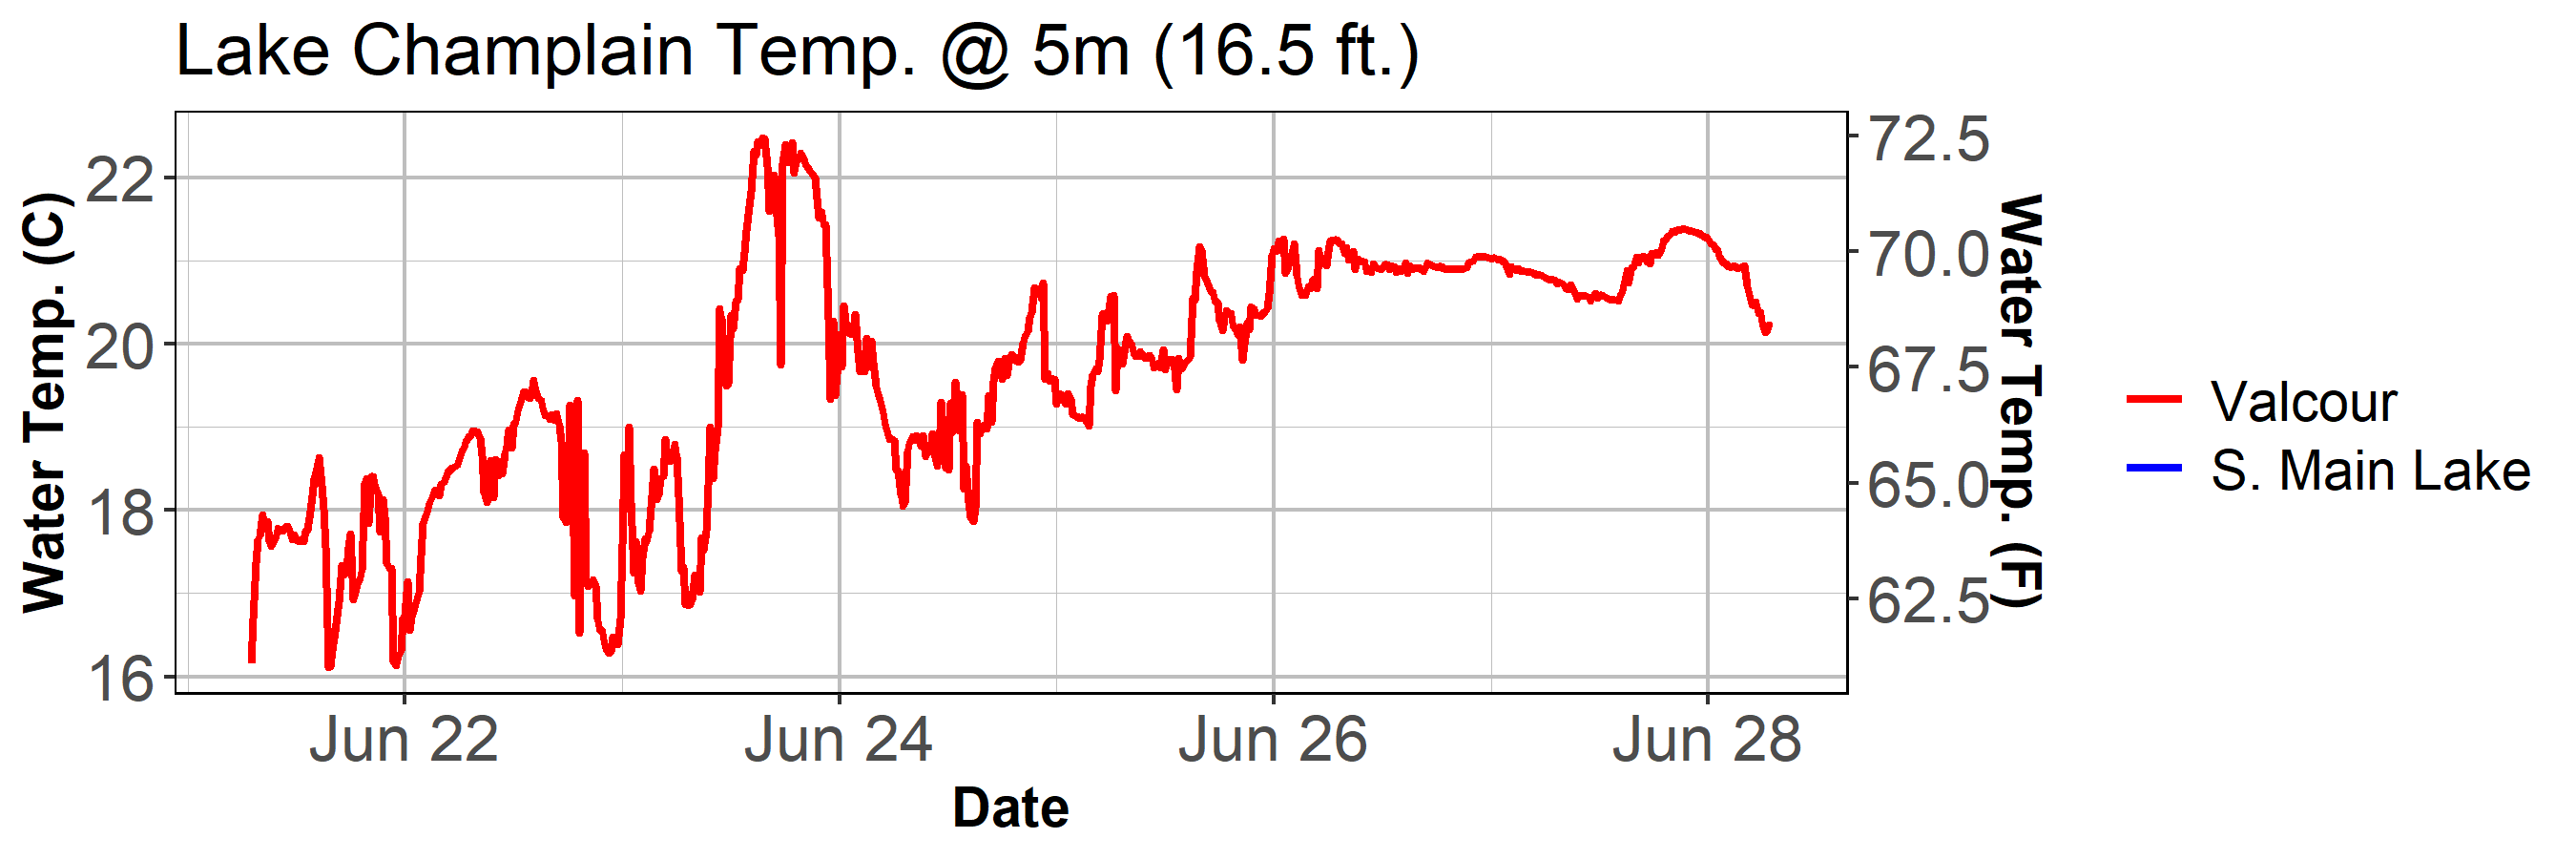 Lake Champlain Temp. @ 5m (16.5 ft.)
Water Temp. (C)
22
20
18
16
72.5
70.0
67.5
65.0
62.5
Water Temp. (F)
Jun 22
Jun 24
Jun 26
Jun 28
Date
Valcour
S. Main Lake